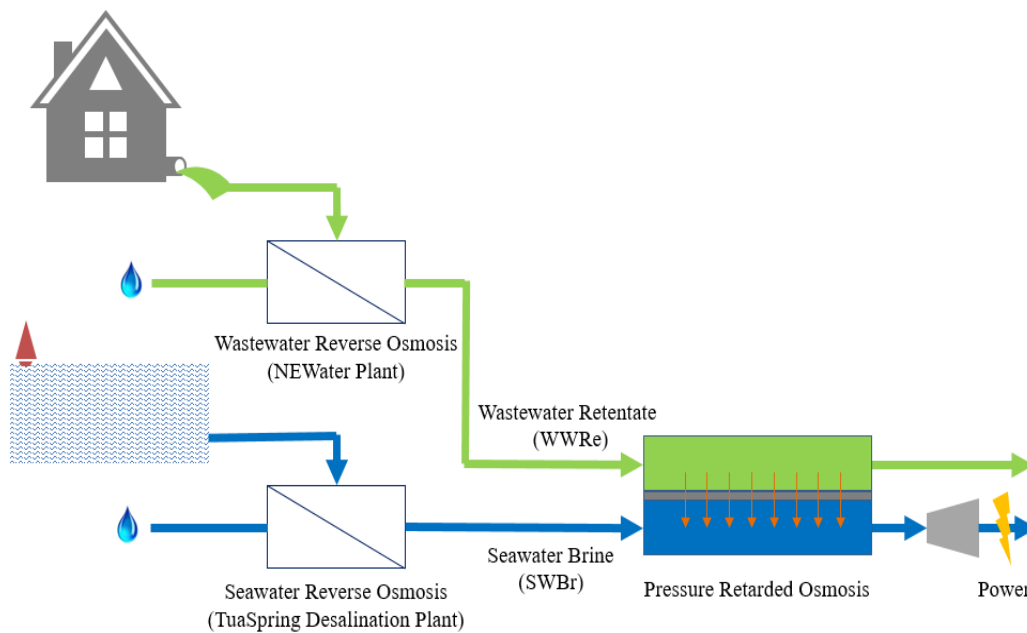 Wastewater Reverse Osmosis
(NEWater Plant)
Wastewater Retentate
(WWRe)
Seawater Brine
(SWBr)
Seawater Reverse Osmosis
(TuaSpring Desalination Plant)
Pressure Retarded Osmosis
Power